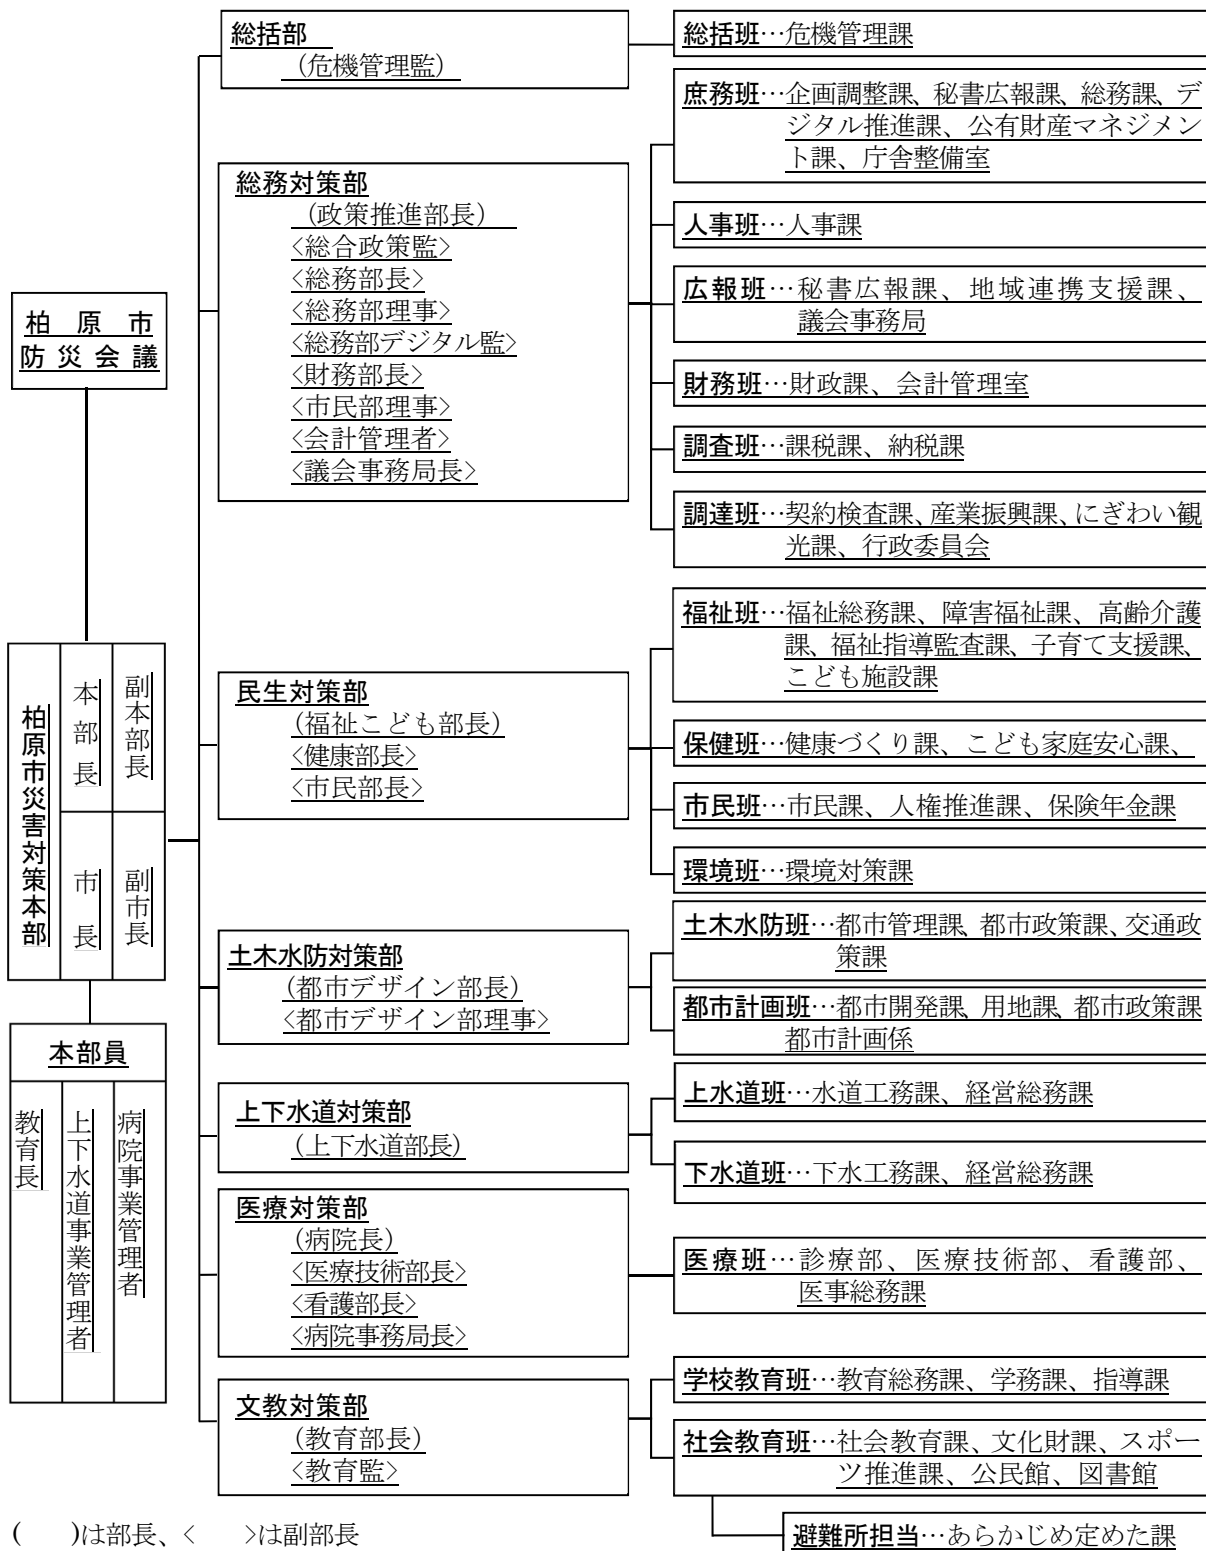 柏原市
防災会議
柏原市災害対策本部
本部長
副本部長
市長
副市長
本部員
教育長
上下水道事業管理者
病院事業管理者
総括部
(危機管理監)
総括班…危機管理課
総務対策部
(政策推進部長)
<総合政策監>
<総務部長>
<総務部理事>
<総務部デジタル監>
<財務部長>
<市民部理事>
<会計管理者>
<議会事務局長>
庶務班…企画調整課、秘書広報課、総務課、デ
ジタル推進課、公有財産マネジメン
ト課、庁舎整備室
人事班…人事課
広報班…秘書広報課、地域連携支援課、
議会事務局
財務班…財政課、会計管理室
調査班…課税課、納税課
調達班…契約検査課、産業振興課、にぎわい観
光課、行政委員会
民生対策部
(福祉こども部長)
<健康部長>
<市民部長>
福祉班…福祉総務課、障害福祉課、高齢介護
課、福祉指導監査課、子育て支援課、
こども施設課
保健班…健康づくり課、こども家庭安心課、
市民班…市民課、人権推進課、保険年金課
環境班…環境対策課
土木水防対策部
(都市デザイン部長)
<都市デザイン部理事>
土木水防班…都市管理課、都市政策課、交通政
策課
都市計画班…都市開発課、用地課、都市政策課
都市計画係
上下水道対策部
(上下水道部長)
上水道班…水道工務課、経営総務課
下水道班…下水工務課、経営総務課
医療対策部
(病院長)
<医療技術部長>
<看護部長>
<病院事務局長>
医療班…診療部、医療技術部、看護部、
医事総務課
文教対策部
(教育部長)
<教育監>
学校教育班…教育総務課、学務課、指導課
社会教育班…社会教育課、文化財課、スポー
ツ推進課、公民館、図書館
避難所担当…あらかじめ定めた課
(　　)は部長、<　　>は副部長